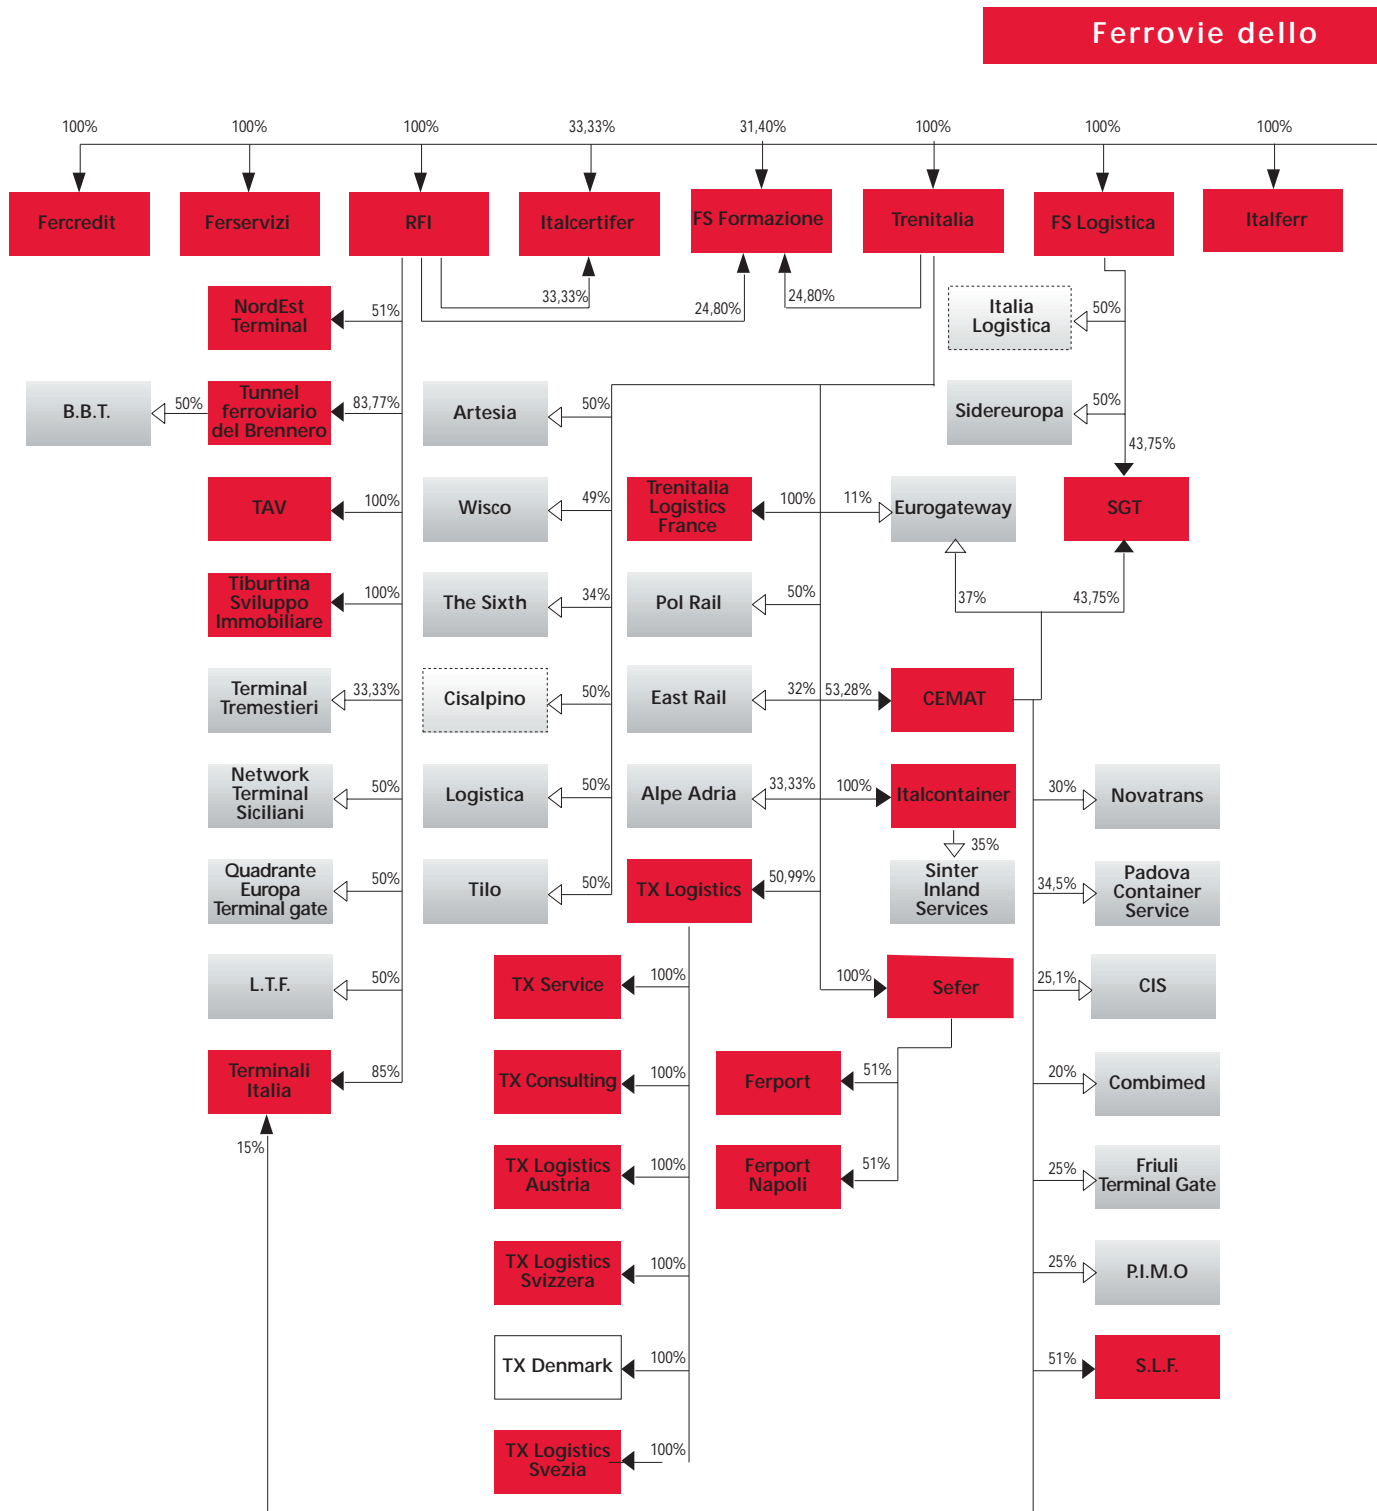 Ferrovie dello
100%
100%
100%
33,33%
31,40%
100%
100%
100%
Fercredit
Ferservizi
RFI
Italcertifer
FS Formazione
Trenitalia
FS Logistica
Italferr
33,33%
24,80%
24,80%
NordEst
Terminal
51%
Italia
Logistica
50%
B.B.T.
50%
Tunnel
ferroviario
del Brennero
83,77%
Artesia
50%
Sidereuropa
50%
43,75%
TAV
100%
Wisco
49%
Trenitalia
Logistics
France
100%
11%
Eurogateway
SGT
Tiburtina
Sviluppo
Immobiliare
100%
The Sixth
34%
Pol Rail
50%
37%
43,75%
Terminal
Tremestieri
33,33%
Cisalpino
50%
East Rail
32%
53,28%
CEMAT
Network
Terminal
Siciliani
50%
Logistica
50%
Alpe Adria
33,33%
100%
Italcontainer
30%
Novatrans
35%
Quadrante
Europa
Terminal gate
50%
Tilo
50%
TX Logistics
50,99%
Sinter
Inland
Services
34,5%
Padova
Container
Service
L.T.F.
50%
TX Service
100%
100%
Sefer
25,1%
CIS
Terminali
Italia
85%
TX Consulting
100%
Ferport
51%
20%
Combimed
15%
TX Logistics
Austria
100%
Ferport
Napoli
51%
25%
Friuli
Terminal Gate
TX Logistics
Svizzera
100%
25%
P.I.M.O
TX Denmark
100%
51%
S.L.F.
TX Logistics
Svezia
100%